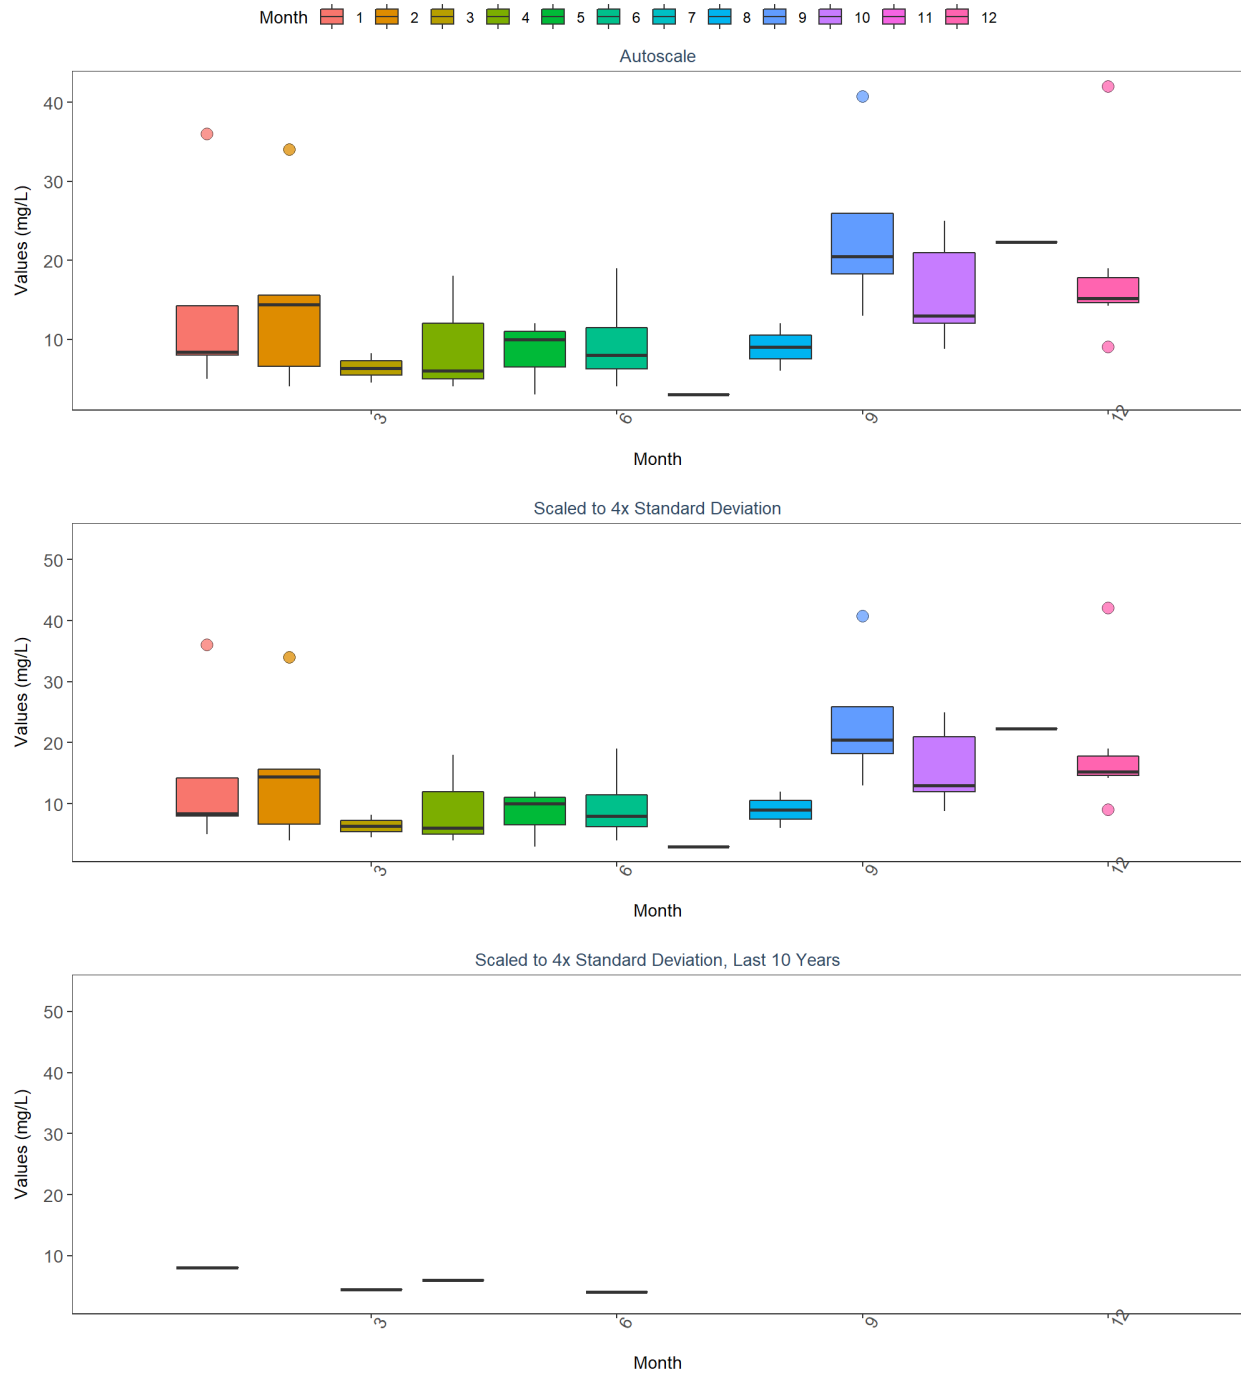 Month 1 2 3 4 5 6 7 8 9 10 11 12
Autoscale
Values (mg/L)
40
30
20
10
3 6 9 12
Month
Scaled to 4x Standard Deviation
Values (mg/L)
50
40
30
20
10
3 6 9 12
Month
Scaled to 4x Standard Deviation, Last 10 Years
Values (mg/L)
50
40
30
20
10
3 6 9 12
Month